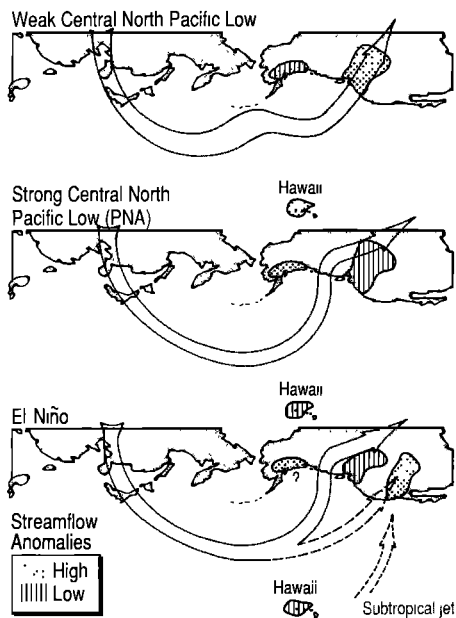 Weak Central North Pacific Low
Hawaii
Strong Central North
Pacific Low (PNA)
Hawaii
El Niño
?
Streamflow
Anomalies
High
Low
Hawaii
Subtropical jet